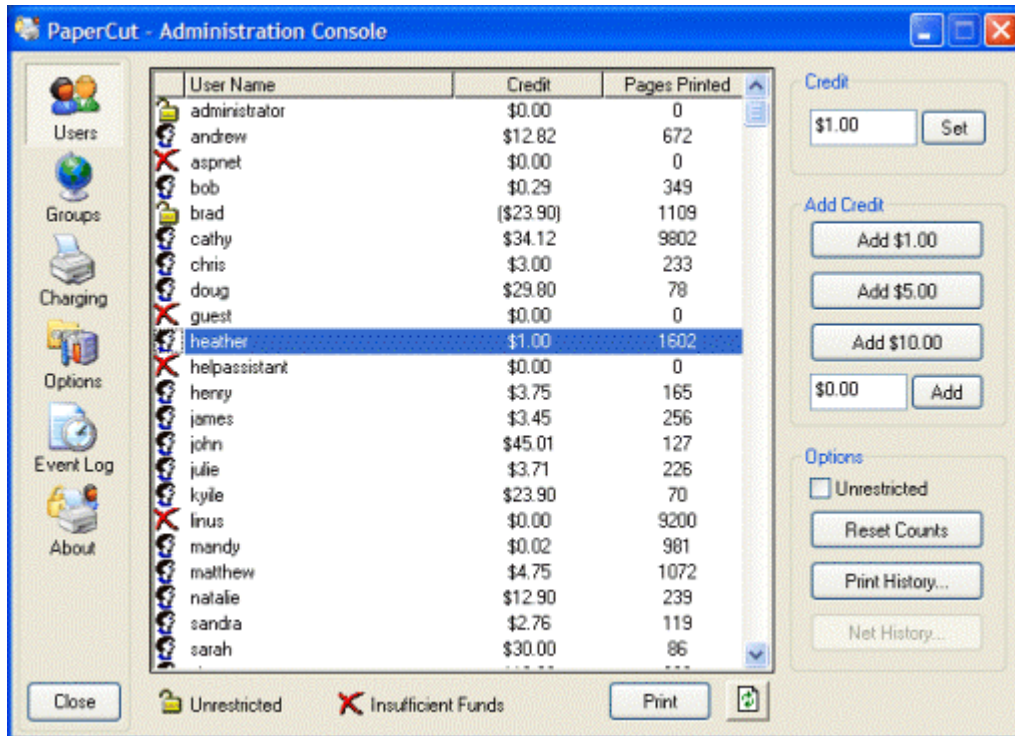 PaperCut - Administration Console
Users
Groups
Charging
Options
Event Log
About
Close
User Name Credit Pages Printed
administrator $0.00 0
andrew $12.82 672
aspnet $0.00 0
bob $0.29 349
brad ($23.90) 1109
cathy $34.12 9802
chris $3.00 233
doug $29.80 78
guest $0.00 0
heather $1.00 1602
helpassistant $0.00 0
henry $3.75 165
james $3.45 256
john $45.01 127
julie $3.71 226
kyile $23.90 70
linus $0.00 9200
mandy $0.02 981
matthew $4.75 1072
natalie $12.90 239
sandra $2.76 119
sarah $30.00 86
Unrestricted Insufficient Funds Print
Credit
$1.00 Set
Add Credit
Add $1.00
Add $5.00
Add $10.00
$0.00 Add
Options
Unrestricted
Reset Counts
Print History...
Net History...